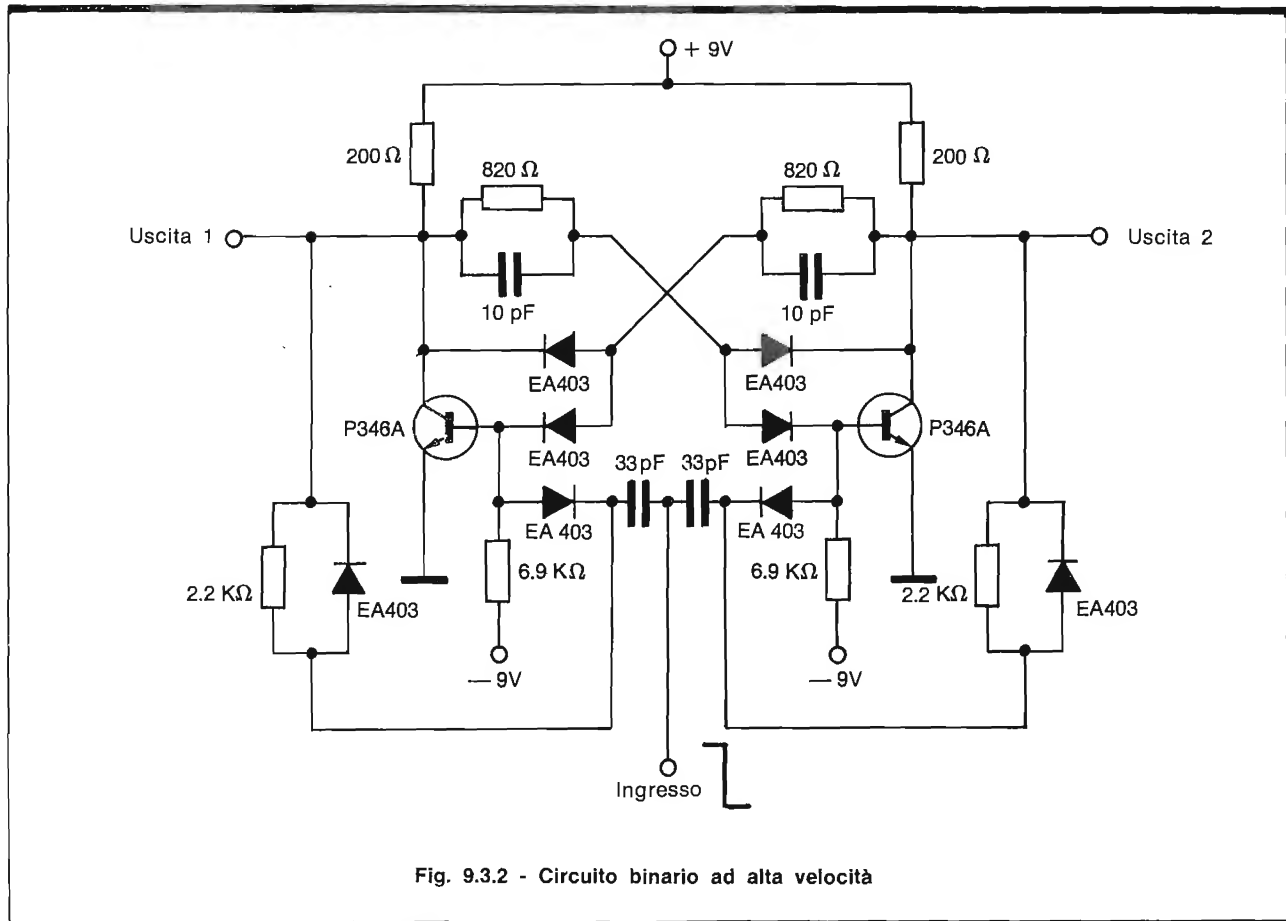 + 9V
200 Ω
820 Ω
820 Ω
200 Ω
Uscita 1
Uscita 2
10 pF
10 pF
EA403
EA403
P346A
P346A
EA403
EA403
33pF
33pF
EA 403
EA403
2.2 KΩ
EA403
6.9 KΩ
6.9 KΩ
2.2 KΩ
EA403
— 9V
— 9V
Ingresso
Fig. 9.3.2 - Circuito binario ad alta velocità